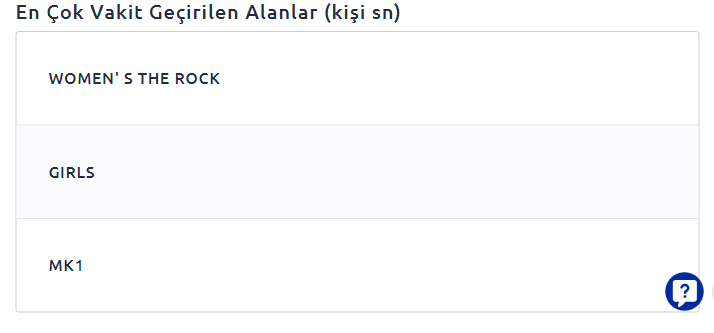 En Çok Vakit Geçirilen Alanlar (kişi sn)
WOMEN' S THE ROCK
GIRLS
MK1